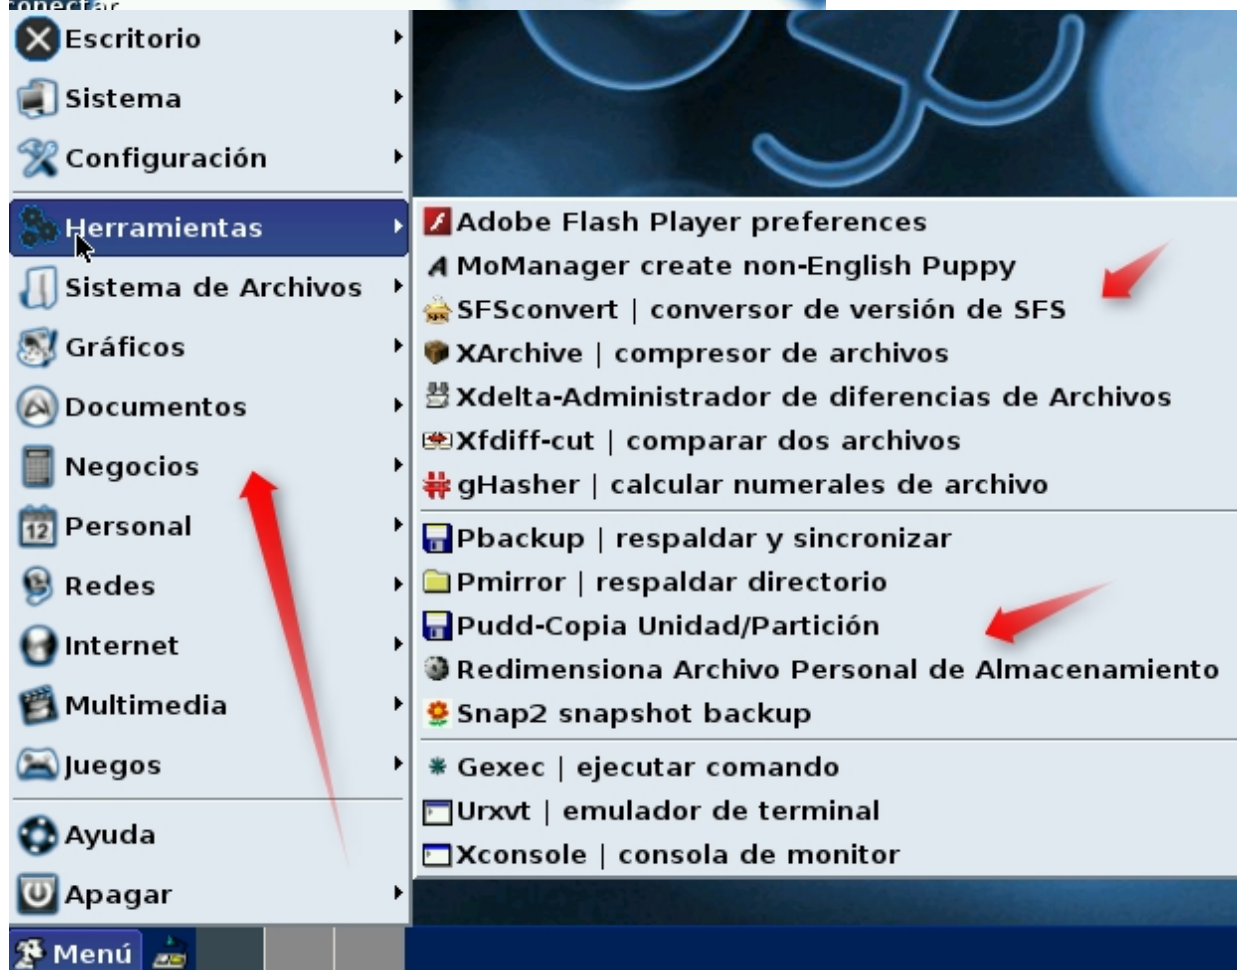 conectar
Escritorio
Sistema
Configuración
Herramientas
Sistema de Archivos
Gráficos
Documentos
Negocios
12
Personal
Redes
Internet
Multimedia
Juegos
Ayuda
Apagar
Menú
Adobe Flash Player preferences
MoManager create non-English Puppy
SFSconvert | conversor de versión de SFS
XArchive | compresor de archivos
Xdelta-Administrador de diferencias de Archivos
Xfdiff-cut | comparar dos archivos
gHasher | calcular numerales de archivo
Pbackup | respaldar y sincronizar
Pmirror | respaldar directorio
Pudd-Copia Unidad/Partición
Redimensiona Archivo Personal de Almacenamiento
Snap2 snapshot backup
Gexec | ejecutar comando
Urxvt | emulador de terminal
Xconsole | consola de monitor